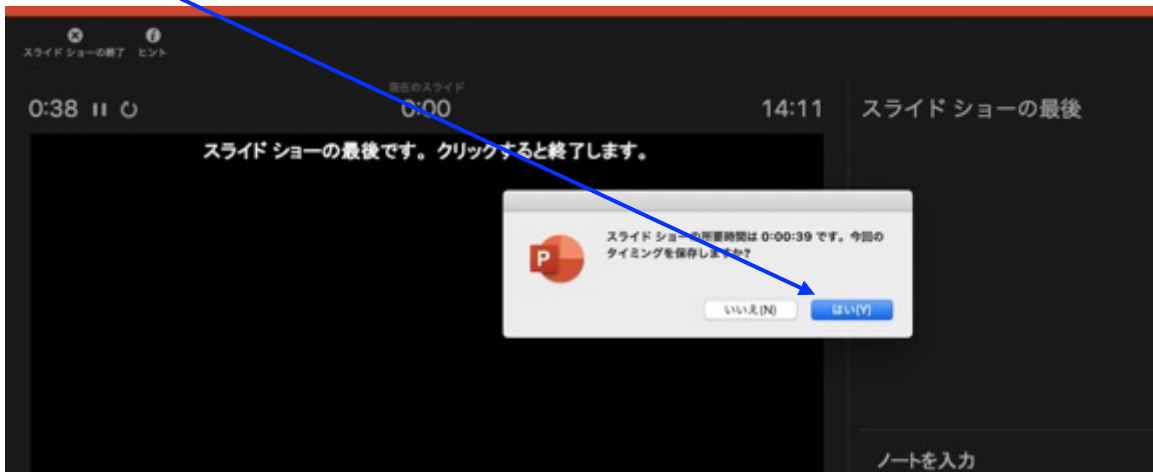 スライド ショーの終了 ヒント
現在のスライド
0:38 0:00 14:11 スライド ショーの最後
スライド ショーの最後です。クリックすると終了します。
スライド ショーの所要時間は 0:00:39 です。今回の
タイミングを保存しますか?
P
いいえ(N) はい(Y)
ノートを入力